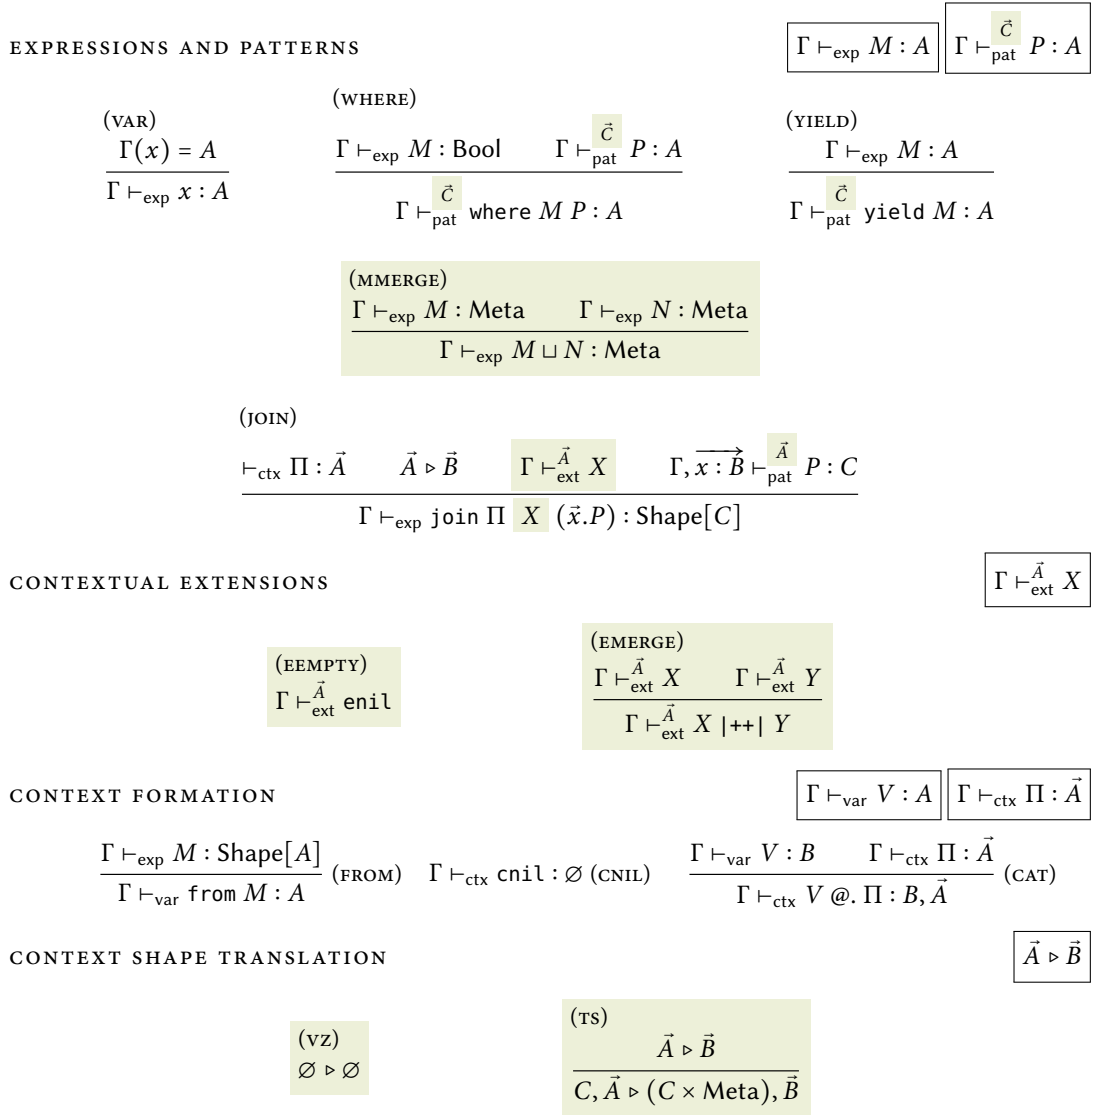 EXPRESSIONS AND PATTERNS Γ ⊢exp M : A Γ ⊢pat^C⃗ P : A
(VAR) (WHERE) (YIELD)
Γ(x) = A Γ ⊢exp M : Bool Γ ⊢pat^C⃗ P : A Γ ⊢exp M : A
Γ ⊢exp x : A Γ ⊢pat^C⃗ where M P : A Γ ⊢pat^C⃗ yield M : A
(MMERGE)
Γ ⊢exp M : Meta Γ ⊢exp N : Meta
Γ ⊢exp M ⊔ N : Meta
(JOIN)
⊢ctx Π : A⃗ A⃗ ▹ B⃗ Γ ⊢ext^A⃗ X Γ, x : B⃗ ⊢pat^A⃗ P : C
Γ ⊢exp join Π X (x⃗.P) : Shape[C]
CONTEXTUAL EXTENSIONS Γ ⊢ext^A⃗ X
(EEMPTY) (EMERGE)
Γ ⊢ext^A⃗ enil Γ ⊢ext^A⃗ X Γ ⊢ext^A⃗ Y
Γ ⊢ext^A⃗ X |++| Y
CONTEXT FORMATION Γ ⊢var V : A Γ ⊢ctx Π : A⃗
Γ ⊢exp M : Shape[A] Γ ⊢var V : B Γ ⊢ctx Π : A⃗
(FROM) Γ ⊢ctx cnil : ∅ (CNIL) (CAT)
Γ ⊢var from M : A Γ ⊢ctx V @. Π : B, A⃗
CONTEXT SHAPE TRANSLATION A⃗ ▹ B⃗
(VZ) (TS)
∅ ▹ ∅ A⃗ ▹ B⃗
C, A⃗ ▹ (C × Meta), B⃗